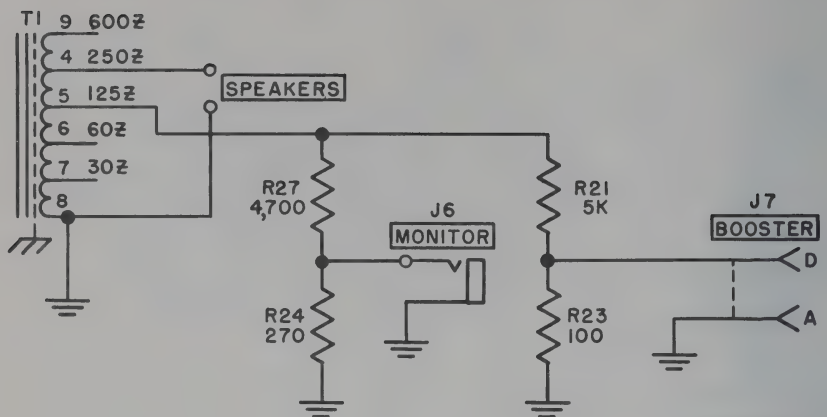 T1
9 600Z
4 250Z
5 125Z
6 60Z
7 30Z
8
SPEAKERS
R27
4,700
R21
5K
J6
MONITOR
J7
BOOSTER
D
R24
270
R23
100
A